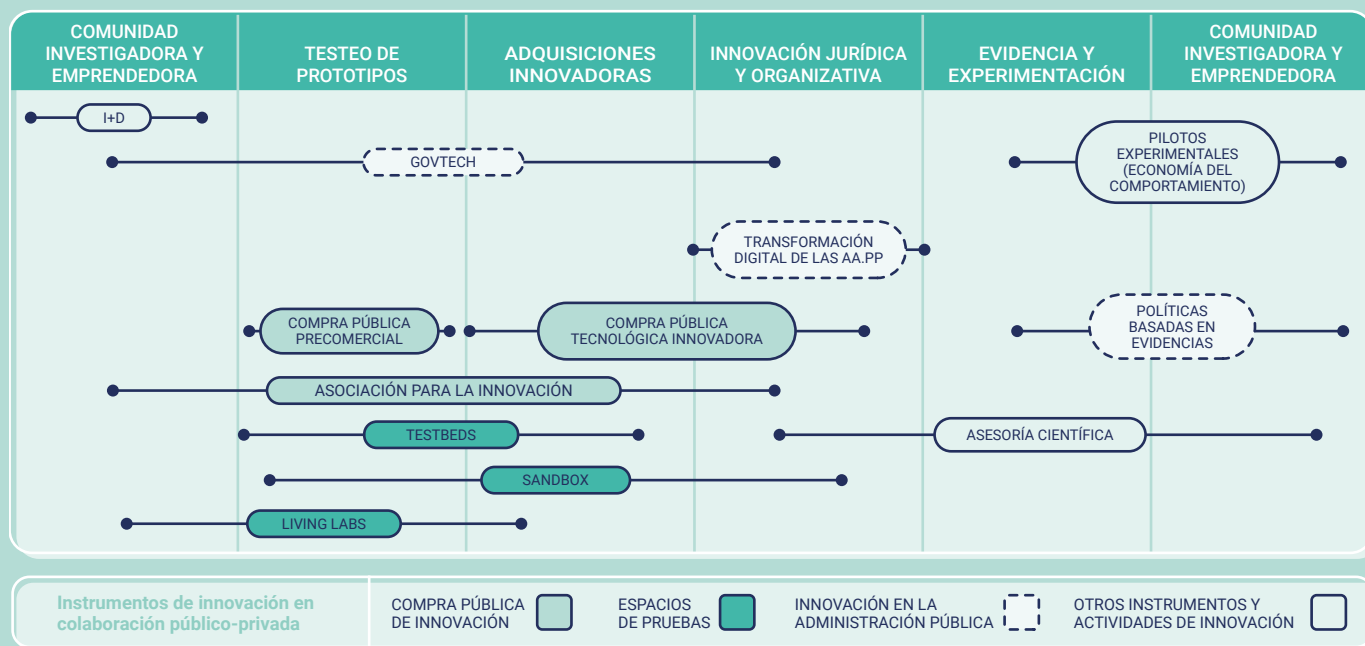 COMUNIDAD
INVESTIGADORA Y
EMPRENDEDORA
TESTEO DE
PROTOTIPOS
ADQUISICIONES
INNOVADORAS
INNOVACIÓN JURÍDICA
Y ORGANIZATIVA
EVIDENCIA Y
EXPERIMENTACIÓN
COMUNIDAD
INVESTIGADORA Y
EMPRENDEDORA
I+D
GOVTECH
PILOTOS
EXPERIMENTALES
(ECONOMÍA DEL
COMPORTAMIENTO)
TRANSFORMACIÓN
DIGITAL DE LAS AA.PP
COMPRA PÚBLICA
PRECOMERCIAL
COMPRA PÚBLICA
TECNOLÓGICA INNOVADORA
POLÍTICAS
BASADAS EN
EVIDENCIAS
ASOCIACIÓN PARA LA INNOVACIÓN
TESTBEDS
ASESORÍA CIENTÍFICA
SANDBOX
LIVING LABS
Instrumentos de innovación en
colaboración público-privada
COMPRA PÚBLICA
DE INNOVACIÓN
ESPACIOS
DE PRUEBAS
INNOVACIÓN EN LA
ADMINISTRACIÓN PÚBLICA
OTROS INSTRUMENTOS Y
ACTIVIDADES DE INNOVACIÓN